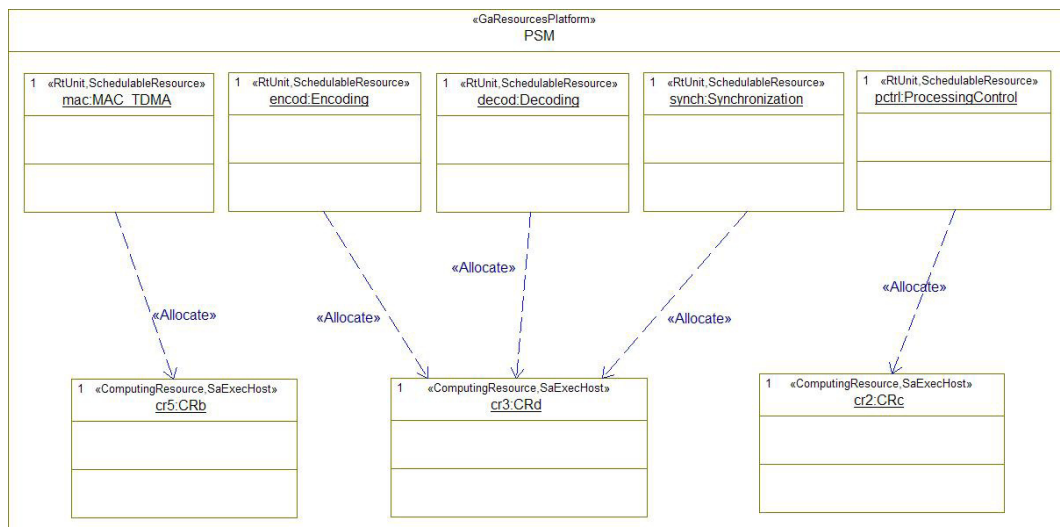 «GaResourcesPlatform»
PSM
1 «RtUnit,SchedulableResource»
mac:MAC_TDMA
1 «RtUnit,SchedulableResource»
encod:Encoding
1 «RtUnit,SchedulableResource»
decod:Decoding
1 «RtUnit,SchedulableResource»
synch:Synchronization
1 «RtUnit,SchedulableResource»
pctrl:ProcessingControl
«Allocate»
«Allocate»
«Allocate»
«Allocate»
«Allocate»
1 «ComputingResource,SaExecHost»
cr5:CRb
1 «ComputingResource,SaExecHost»
cr3:CRd
1 «ComputingResource,SaExecHost»
cr2:CRc